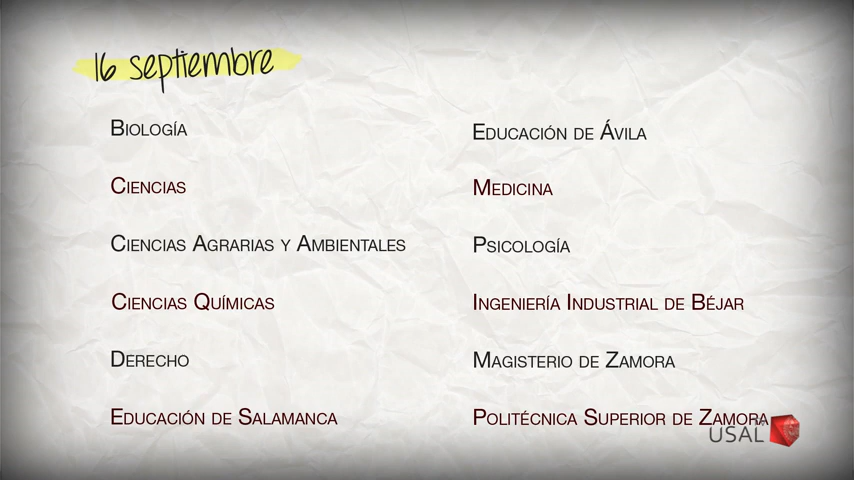 16 septiembre
Biología
Ciencias
Ciencias Agrarias y Ambientales
Ciencias Químicas
Derecho
Educación de Salamanca
Educación de Ávila
Medicina
Psicología
Ingeniería Industrial de Béjar
Magisterio de Zamora
Politécnica Superior de Zamora
USAL